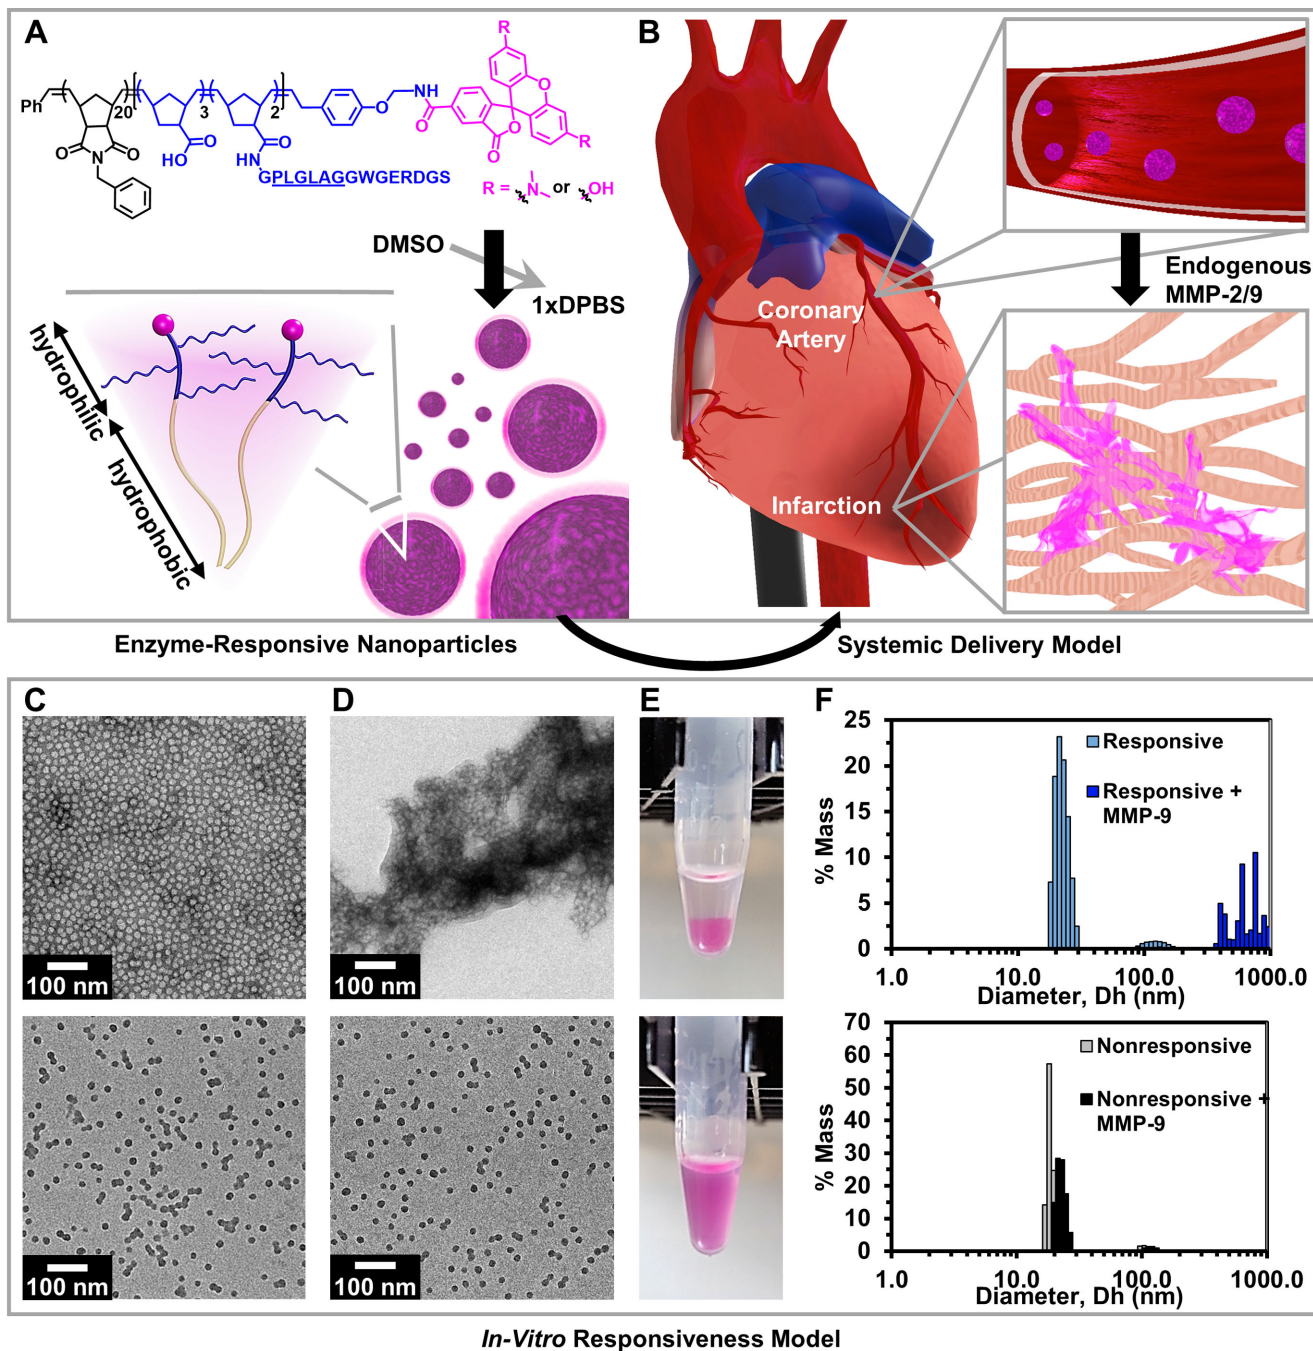 A
Ph
20
3
2
O
N
O
HO
O
HN
O
GPLGLAGGWGERDGS
O
NH
O
O
O
O
R
R
R = N or OH
DMSO
1xDPBS
hydrophilic
hydrophobic
B
Coronary
Artery
Infarction
Endogenous
MMP-2/9
Enzyme-Responsive Nanoparticles
Systemic Delivery Model
C
100 nm
100 nm
D
100 nm
100 nm
E
F
25
20
15
10
5
0
% Mass
Responsive
Responsive +
MMP-9
1.0
10.0
100.0
1000.0
Diameter, Dh (nm)
70
60
50
40
30
20
10
0
% Mass
Nonresponsive
Nonresponsive +
MMP-9
1.0
10.0
100.0
1000.0
Diameter, Dh (nm)
In-Vitro Responsiveness Model